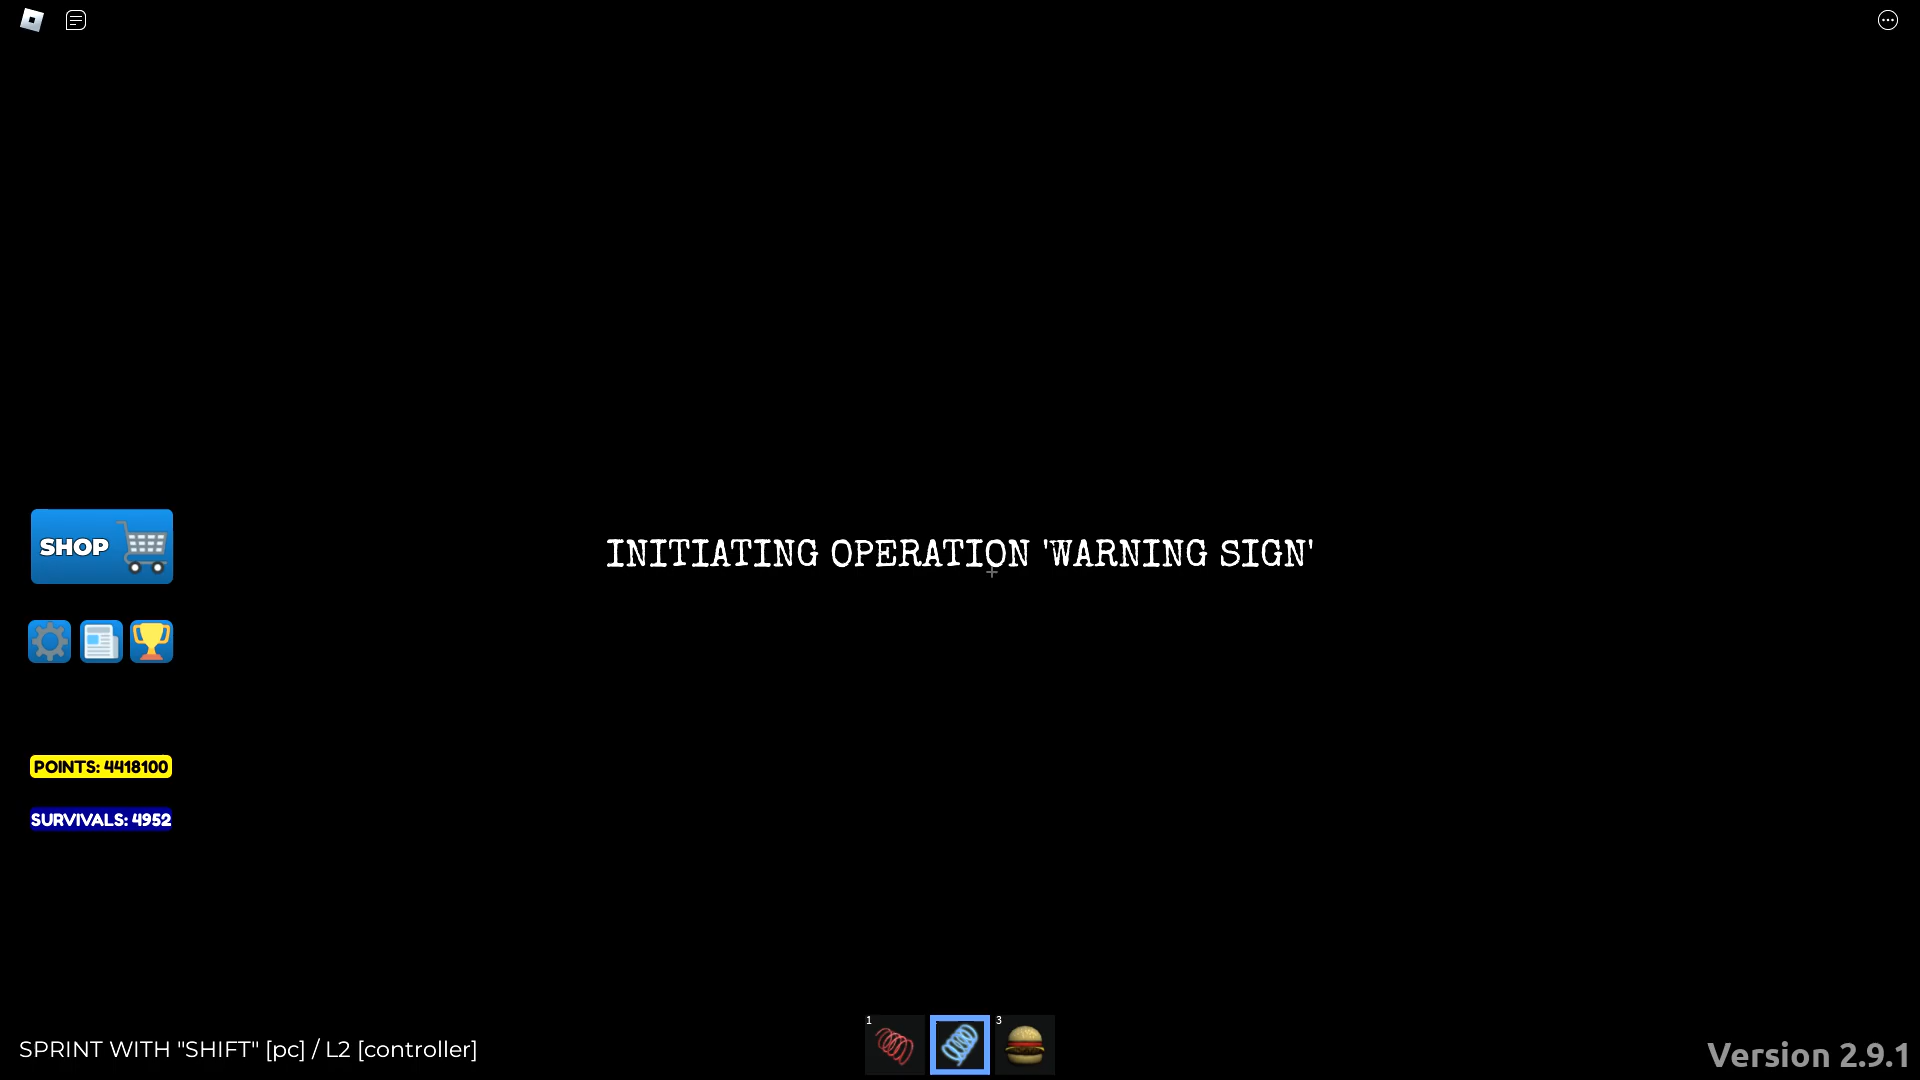 SHOP
INITIATING OPERATION 'WARNING SIGN'
POINTS: 4418100
SURVIVALS: 4952
1
3
SPRINT WITH "SHIFT" [pc] / L2 [controller]
Version 2.9.1